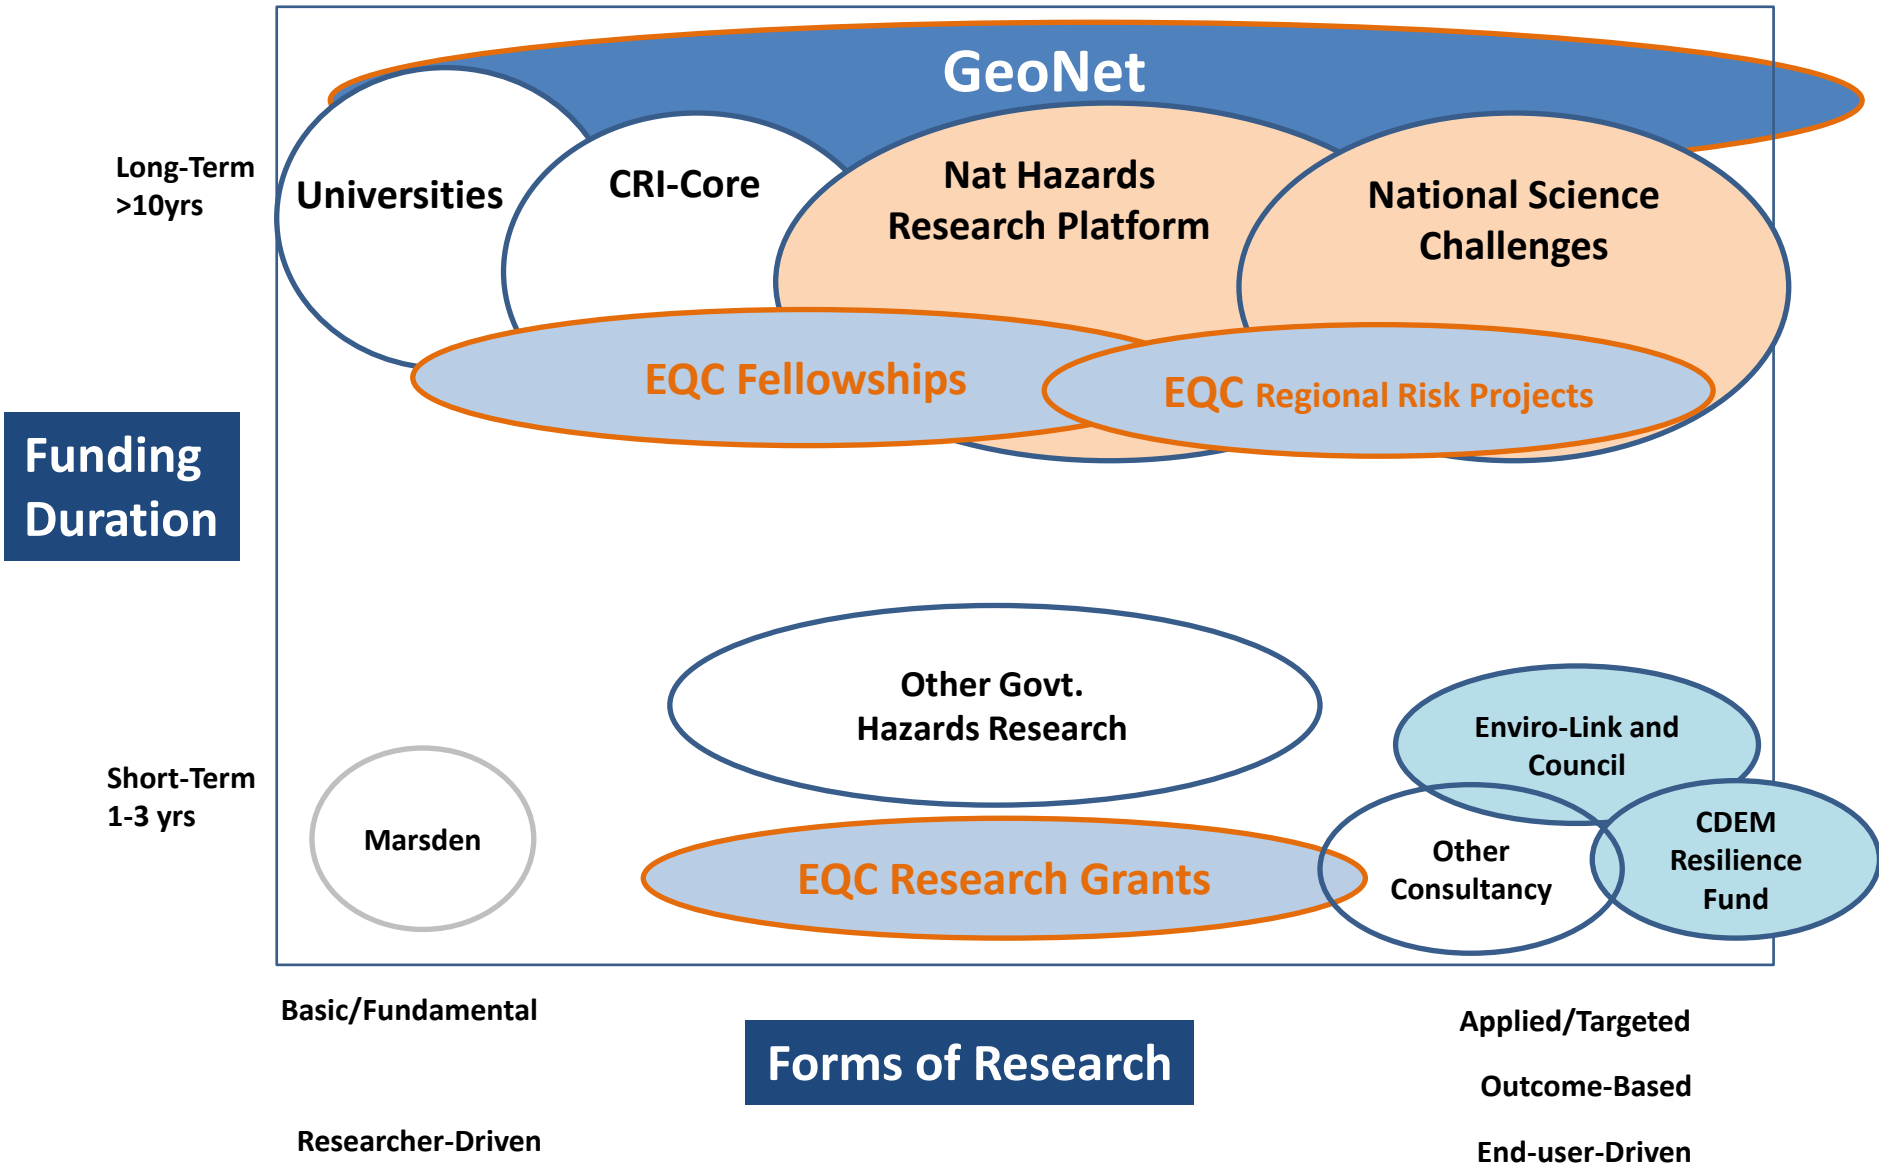 GeoNet
Long-Term
>10yrs
Universities
CRI-Core
Nat Hazards
Research Platform
National Science
Challenges
EQC Fellowships
EQC Regional Risk Projects
Funding
Duration
Other Govt.
Hazards Research
Enviro-Link and
Council
Short-Term
1-3 yrs
Marsden
EQC Research Grants
Other
Consultancy
CDEM
Resilience
Fund
Basic/Fundamental
Applied/Targeted
Forms of Research
Outcome-Based
Researcher-Driven
End-user-Driven